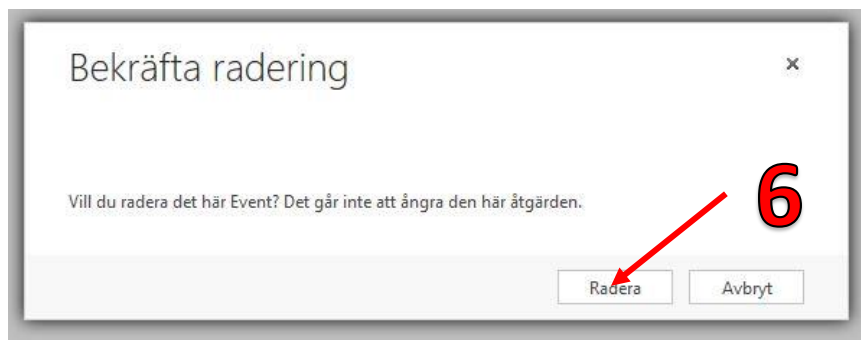 Bekräfta radering
×
Vill du radera det här Event? Det går inte att ångra den här åtgärden.
6
Radera
Avbryt